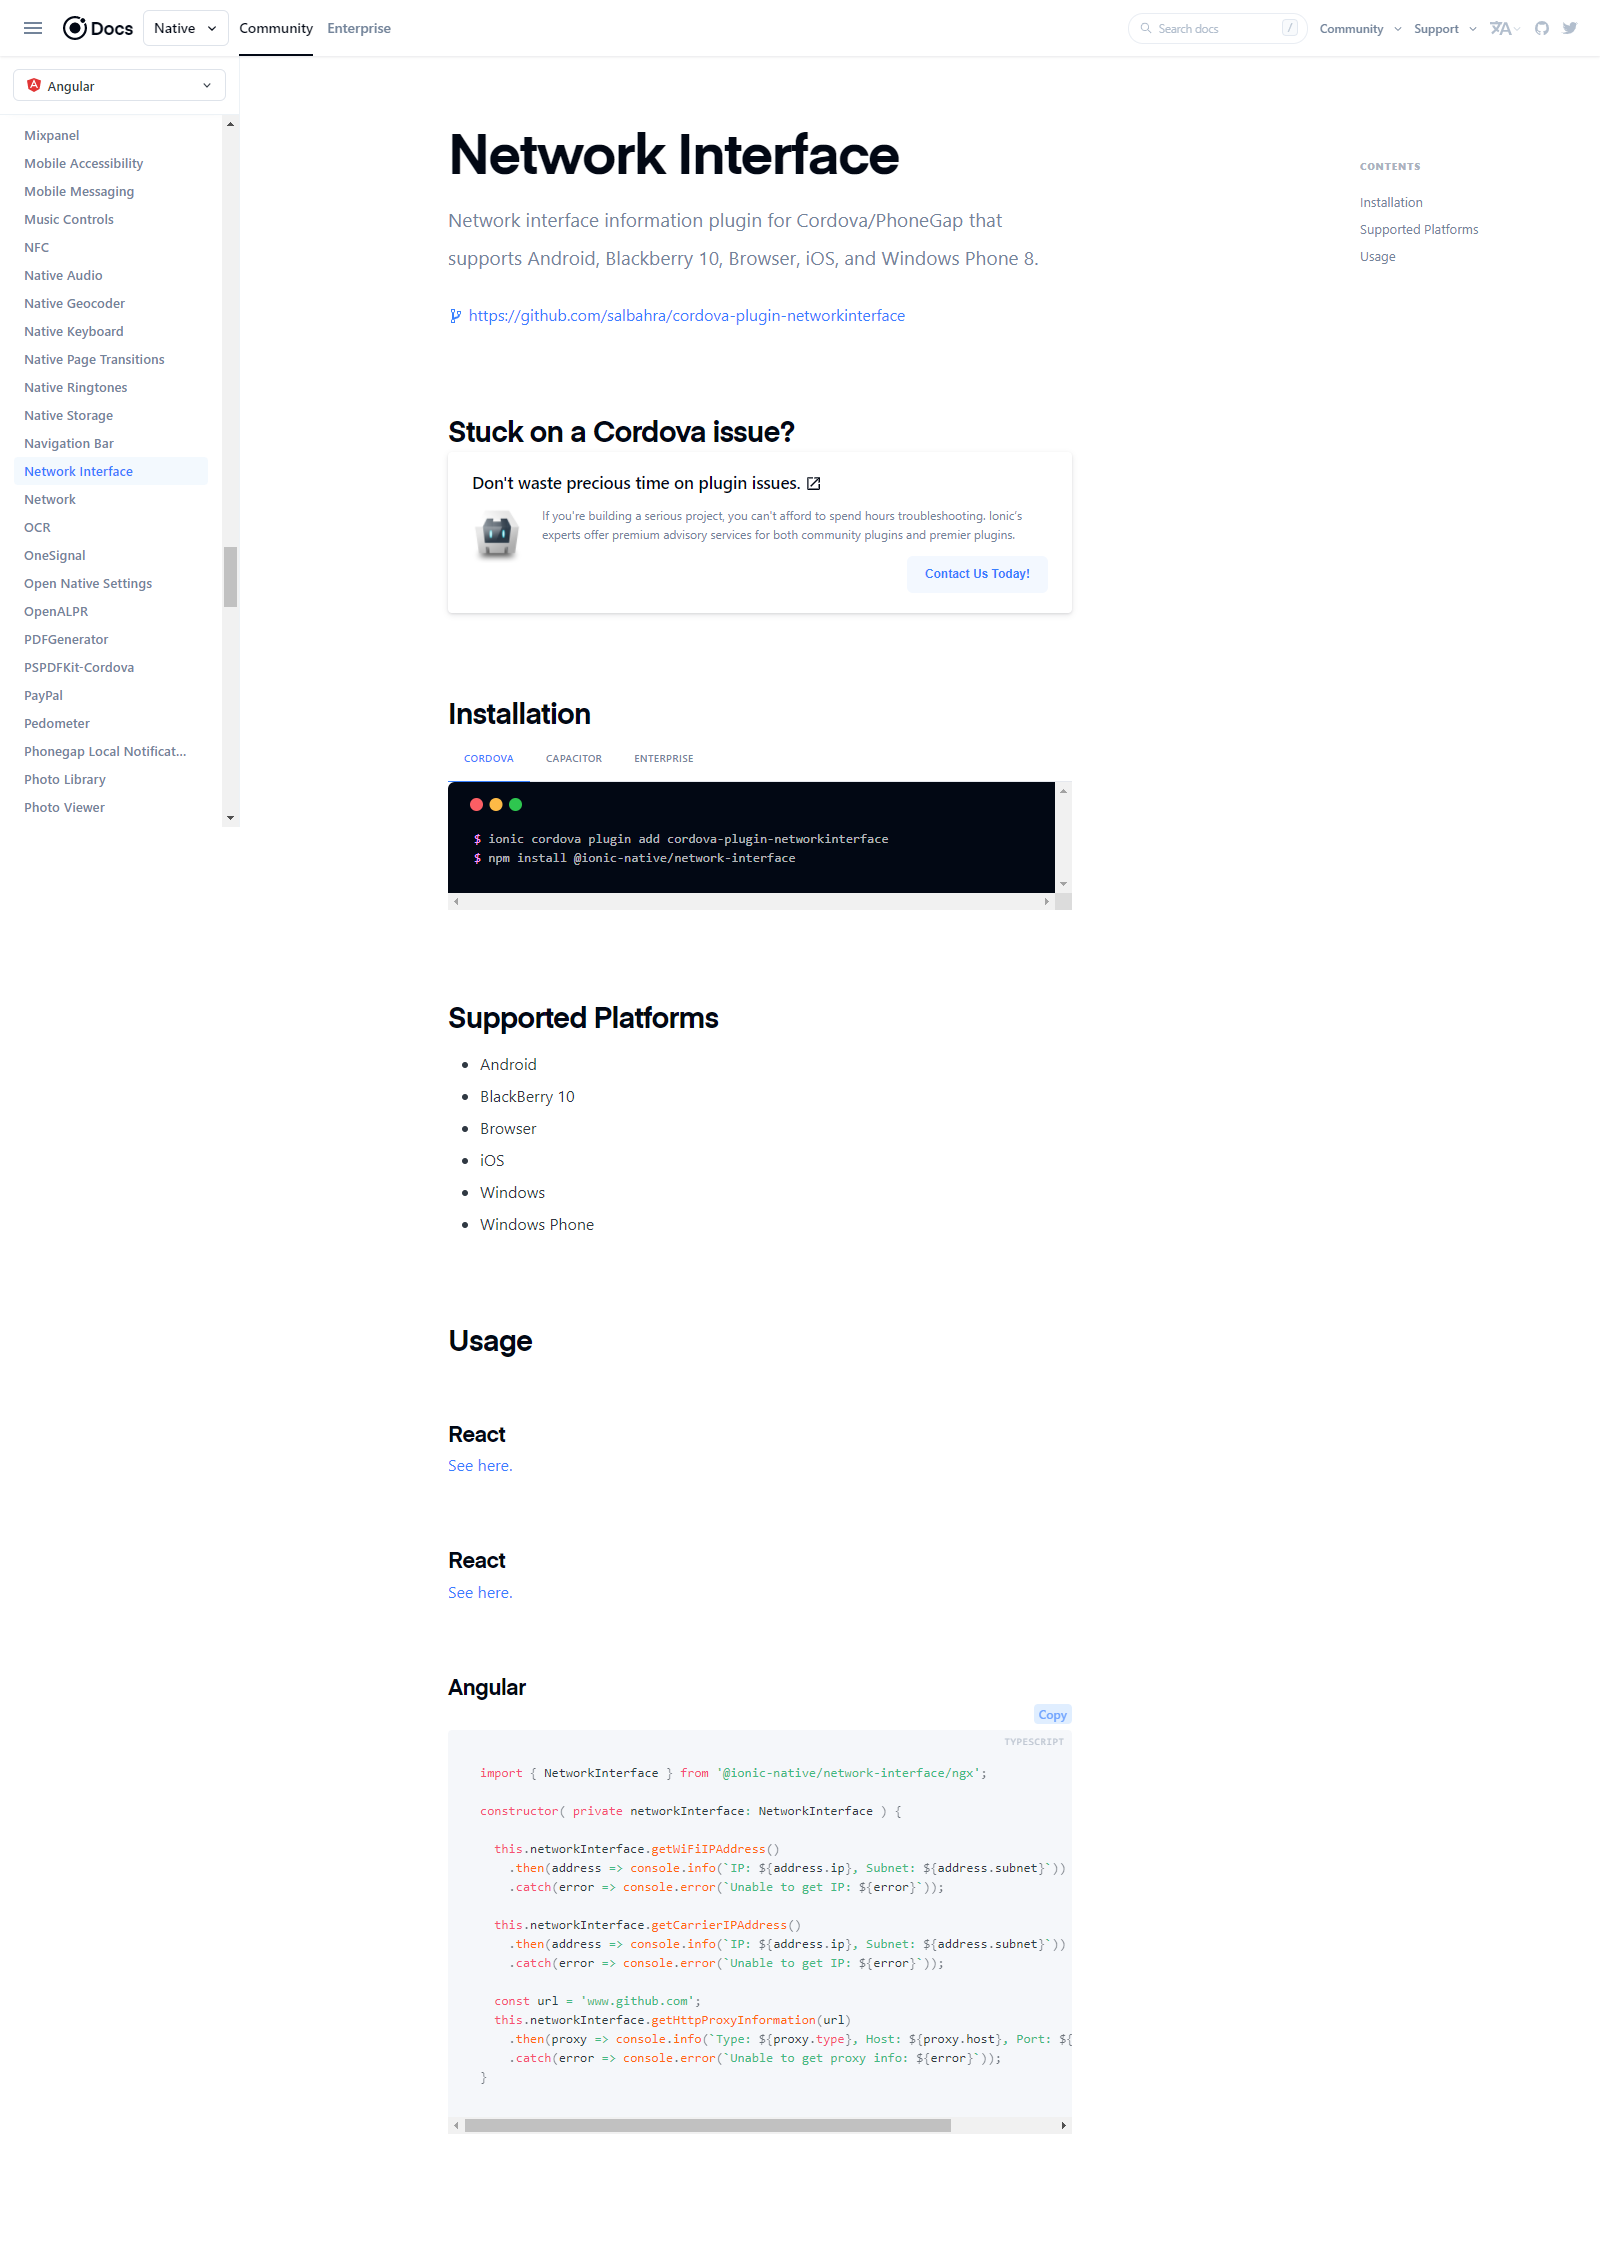 Docs
Native
Community
Enterprise
Search docs
/
Community
Support
Angular
Mixpanel
Mobile Accessibility
Mobile Messaging
Music Controls
NFC
Native Audio
Native Geocoder
Native Keyboard
Native Page Transitions
Native Ringtones
Native Storage
Navigation Bar
Network Interface
Network
OCR
OneSignal
Open Native Settings
OpenALPR
PDFGenerator
PSPDFKit-Cordova
PayPal
Pedometer
Phonegap Local Notificat...
Photo Library
Photo Viewer
Network Interface
Network interface information plugin for Cordova/PhoneGap that
supports Android, Blackberry 10, Browser, iOS, and Windows Phone 8.
https://github.com/salbahra/cordova-plugin-networkinterface
Stuck on a Cordova issue?
Don't waste precious time on plugin issues.
If you're building a serious project, you can't afford to spend hours troubleshooting. Ionic's
experts offer premium advisory services for both community plugins and premier plugins.
Contact Us Today!
Installation
CORDOVA
CAPACITOR
ENTERPRISE
$ ionic cordova plugin add cordova-plugin-networkinterface
$ npm install @ionic-native/network-interface
Supported Platforms
Android
BlackBerry 10
Browser
iOS
Windows
Windows Phone
Usage
React
See here.
React
See here.
Angular
Copy
TYPESCRIPT
import { NetworkInterface } from '@ionic-native/network-interface/ngx';
constructor( private networkInterface: NetworkInterface ) {
this.networkInterface.getWiFiIPAddress()
.then(address => console.info(`IP: ${address.ip}, Subnet: ${address.subnet}`))
.catch(error => console.error(`Unable to get IP: ${error}`));
this.networkInterface.getCarrierIPAddress()
.then(address => console.info(`IP: ${address.ip}, Subnet: ${address.subnet}`))
.catch(error => console.error(`Unable to get IP: ${error}`));
const url = 'www.github.com';
this.networkInterface.getHttpProxyInformation(url)
.then(proxy => console.info(`Type: ${proxy.type}, Host: ${proxy.host}, Port: ${
.catch(error => console.error(`Unable to get proxy info: ${error}`));
}
CONTENTS
Installation
Supported Platforms
Usage